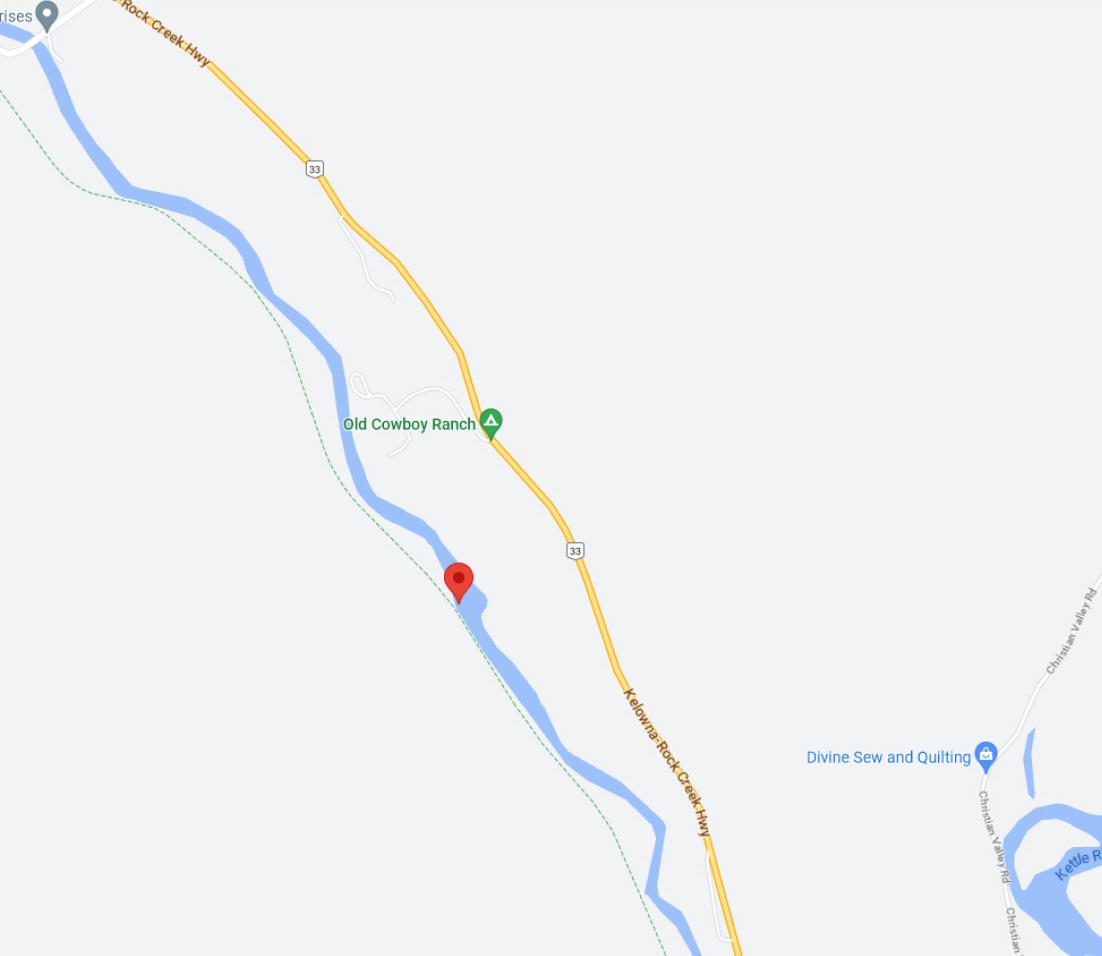 rises
-Rock Creek Hwy
33
Old Cowboy Ranch
33
Christian Valley Rd
Kelowna-Rock Creek Hwy
Divine Sew and Quilting
Christian Valley Rd
Kettle R
Christian